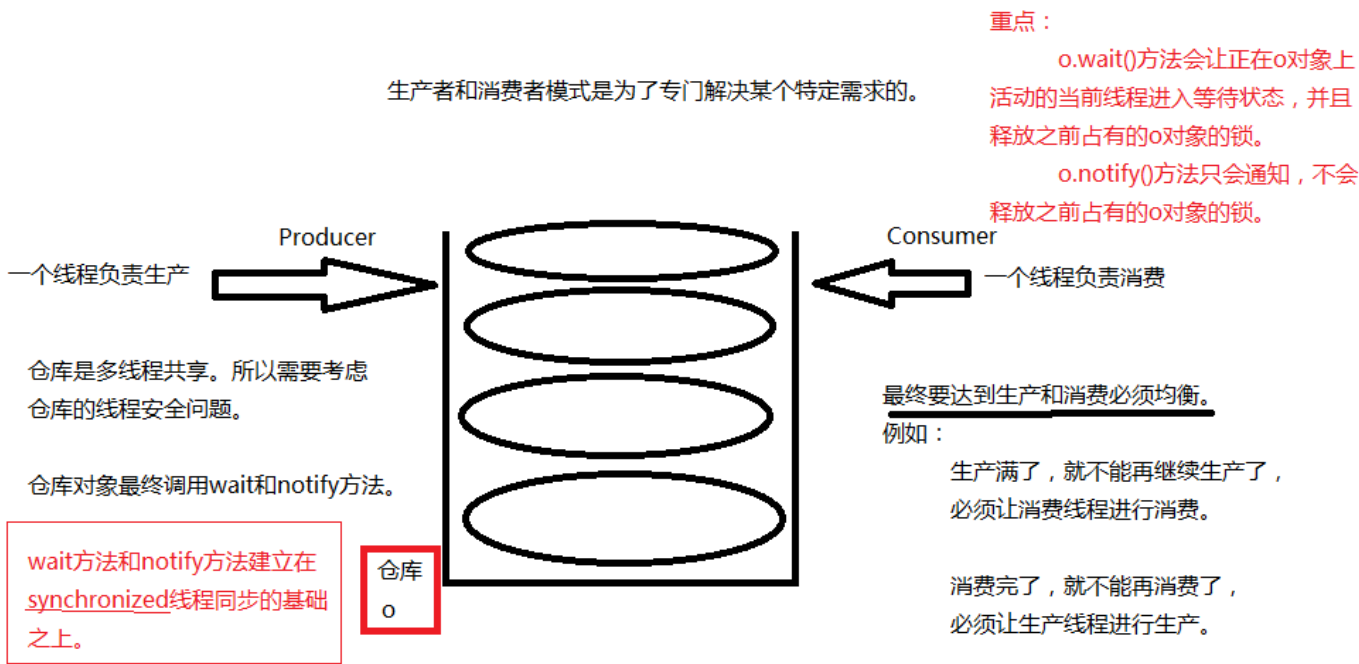 重点：
o.wait()方法会让正在o对象上
活动的当前线程进入等待状态，并且
释放之前占有的o对象的锁。
o.notify()方法只会通知，不会
释放之前占有的o对象的锁。
生产者和消费者模式是为了专门解决某个特定需求的。
Producer
一个线程负责生产
Consumer
一个线程负责消费
仓库是多线程共享。所以需要考虑
仓库的线程安全问题。
仓库对象最终调用wait和notify方法。
wait方法和notify方法建立在
synchronized线程同步的基础
之上。
仓库
o
最终要达到生产和消费必须均衡。
例如：
生产满了，就不能再继续生产了，
必须让消费线程进行消费。
消费完了，就不能再消费了，
必须让生产线程进行生产。